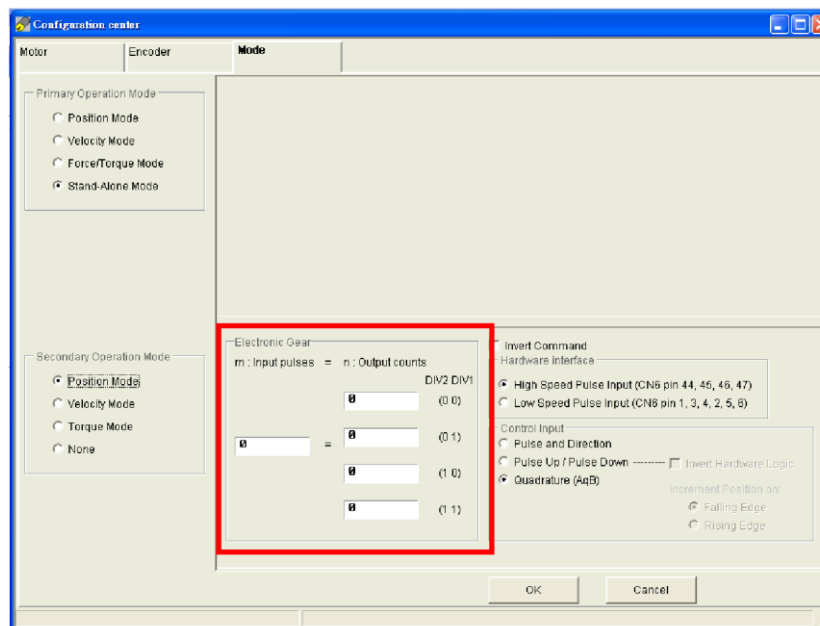 Configuration center
Motor
Encoder
Mode
Primary Operation Mode
Position Mode
Velocity Mode
Force/Torque Mode
Stand-Alone Mode
Secondary Operation Mode
Position Mode
Velocity Mode
Torque Mode
None
Electronic Gear
m : Input pulses = n : Output counts
DIV2 DIV1
0 (0 0)
0 = 0 (0 1)
0 (1 0)
0 (1 1)
Invert Command
Hardware interface
High Speed Pulse Input (CN6 pin 44, 45, 46, 47)
Low Speed Pulse Input (CN6 pin 1, 3, 4, 2, 5, 6)
Control Input
Pulse and Direction
Pulse Up / Pulse Down --------- Invert Hardware Logic
Quadrature (AqB)
Increment Position on:
Falling Edge
Rising Edge
OK
Cancel